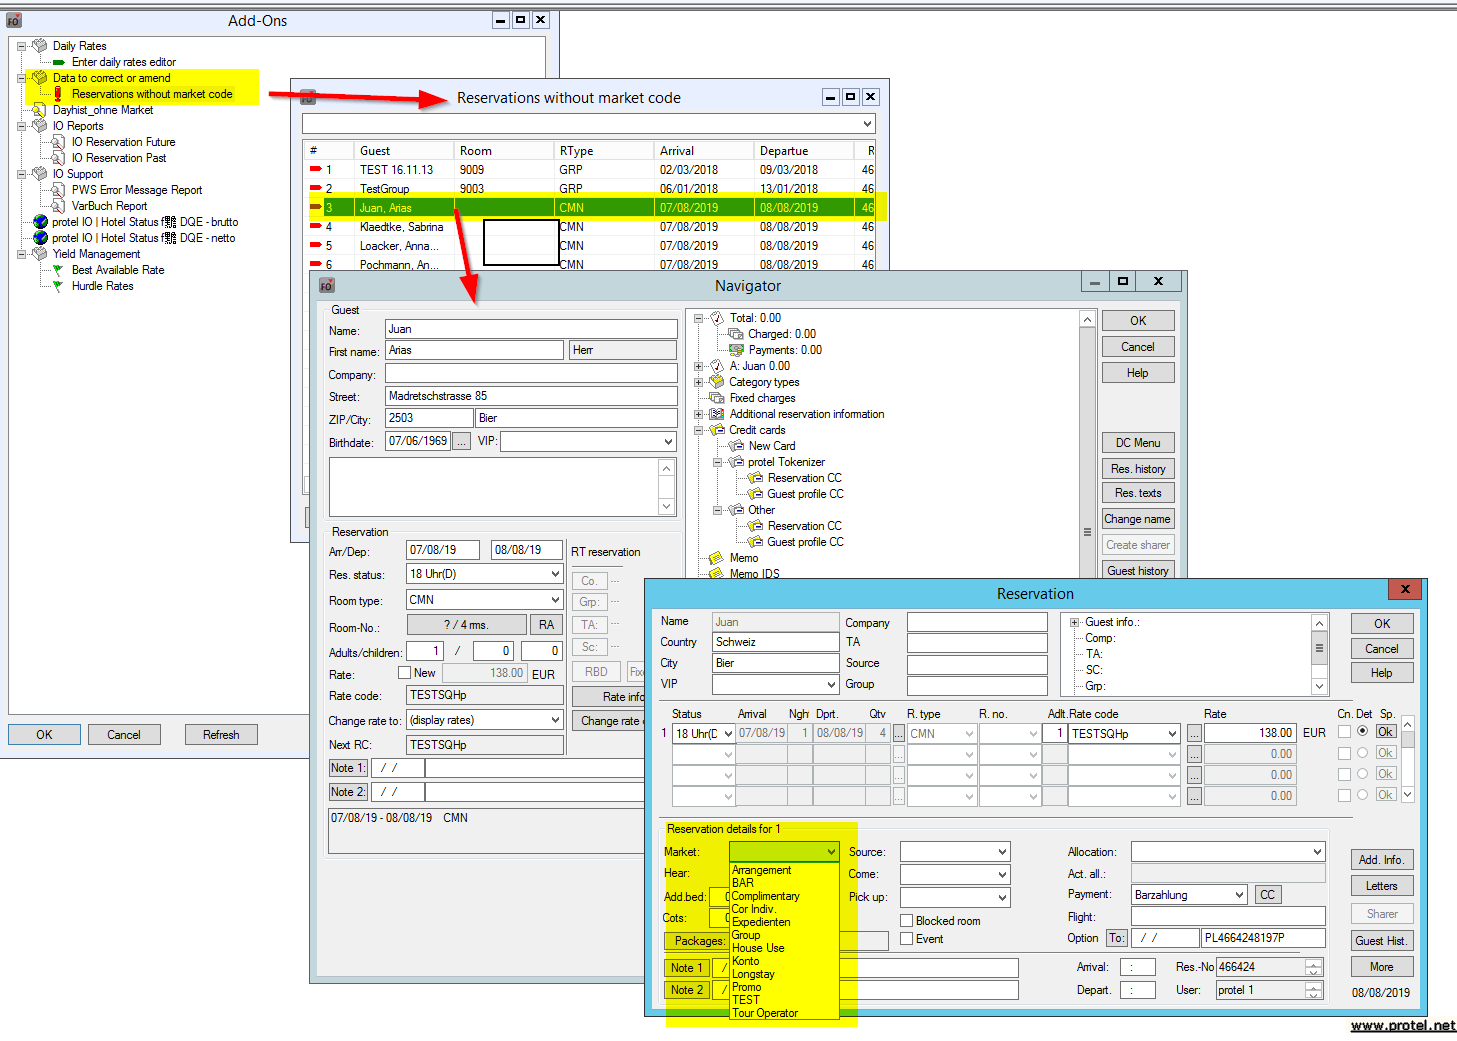 Add-Ons
Daily Rates
Enter daily rates editor
Data to correct or amend
Reservations without market code
Dayhist_ohne Market
IO Reports
IO Reservation Future
IO Reservation Past
IO Support
PWS Error Message Report
VarBuch Report
protel IO | Hotel Status DQE - brutto
protel IO | Hotel Status DQE - netto
Yield Management
Best Available Rate
Hurdle Rates
OK Cancel Refresh
Reservations without market code
# Guest Room RType Arrival Departue R
1 TEST 16.11.13 9009 GRP 02/03/2018 09/03/2018 46
2 TestGroup 9003 GRP 06/01/2018 13/01/2018 46
3 Juan, Arias CMN 07/08/2019 08/08/2019 46
4 Klaedtke, Sabrina CMN 07/08/2019 08/08/2019 46
5 Loacker, Anna... CMN 07/08/2019 08/08/2019 46
6 Pochmann, An... CMN 07/08/2019 08/08/2019 46
Navigator
Guest
Name: Juan
First name: Arias Herr
Company:
Street: Madretschstrasse 85
ZIP/City: 2503 Bier
Birthdate: 07/06/1969 ... VIP:
Reservation
Arr/Dep: 07/08/19 08/08/19 RT reservation
Res. status: 18 Uhr(D) Co. ...
Room type: CMN Grp: ...
Room-No.: ? / 4 rms. RA TA: ...
Adults/children: 1 / 0 0 Sc: ...
Rate: New 138.00 EUR RBD Fixe
Rate code: TESTSQHp Rate info
Change rate to: (display rates) Change rate
Next RC: TESTSQHp
Note 1: / /
Note 2: / /
07/08/19 - 08/08/19 CMN
Total: 0.00
Charged: 0.00
Payments: 0.00
A: Juan 0.00
Category types
Fixed charges
Additional reservation information
Credit cards
New Card
protel Tokenizer
Reservation CC
Guest profile CC
Other
Reservation CC
Guest profile CC
Memo
Memo IDS
OK
Cancel
Help
DC Menu
Res. history
Res. texts
Change name
Create sharer
Guest history
Reservation
Name Juan Company
Country Schweiz TA
City Bier Source
VIP Group
Guest info.:
Comp:
TA:
SC:
Grp:
OK
Cancel
Help
Status Arrival Nght Dprt. Qtv R. type R. no. Adlt. Rate code Rate Cn. Det Sp.
1 18 Uhr(D 07/08/19 1 08/08/19 4 ... CMN 1 TESTSQHp ... 138.00 EUR Ok
... ... 0.00 Ok
... ... 0.00 Ok
... ... 0.00 Ok
Reservation details for 1
Market: Source: Allocation:
Hear: Come: Act. all.:
Add.bed: 0 Pick up: Payment: Barzahlung CC
Cots: 0 Blocked room Flight:
Packages: Event Option To: / / PL4664248197P
Note 1 / Arrival: : Res.-No 466424
Note 2 / Depart. : User: protel 1
Arrangement
BAR
Complimentary
Cor Indiv.
Expedienten
Group
House Use
Konto
Longstay
Promo
TEST
Tour Operator
Add. Info.
Letters
Sharer
Guest Hist.
More
08/08/2019
www.protel.net